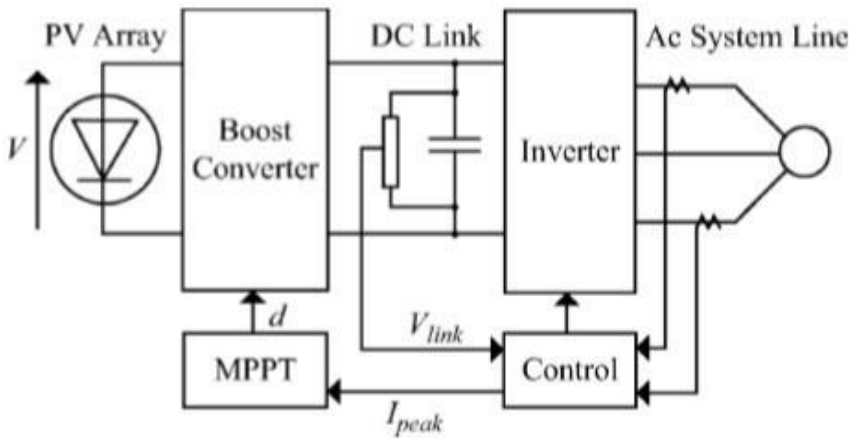 PV Array
DC Link
Ac System Line
V
Boost
Converter
Inverter
d
V_link
MPPT
Control
I_peak